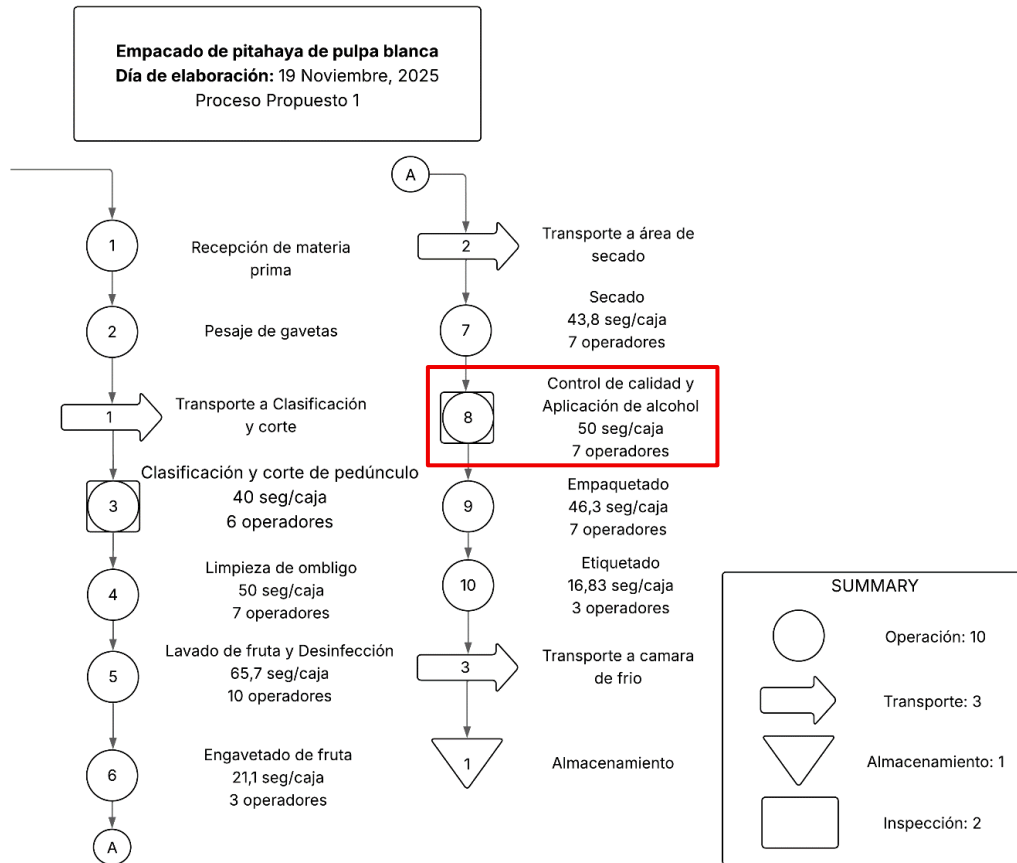 Empacado de pitahaya de pulpa blanca
Día de elaboración: 19 Noviembre, 2025
Proceso Propuesto 1
1
Recepción de materia
prima
2
Pesaje de gavetas
1
Transporte a Clasificación
y corte
3
Clasificación y corte de pedúnculo
40 seg/caja
6 operadores
4
Limpieza de ombligo
50 seg/caja
7 operadores
5
Lavado de fruta y Desinfección
65,7 seg/caja
10 operadores
6
Engavetado de fruta
21,1 seg/caja
3 operadores
A
A
2
Transporte a área de
secado
7
Secado
43,8 seg/caja
7 operadores
8
Control de calidad y
Aplicación de alcohol
50 seg/caja
7 operadores
9
Empaquetado
46,3 seg/caja
7 operadores
10
Etiquetado
16,83 seg/caja
3 operadores
3
Transporte a camara
de frio
1
Almacenamiento
SUMMARY
Operación: 10
Transporte: 3
Almacenamiento: 1
Inspección: 2